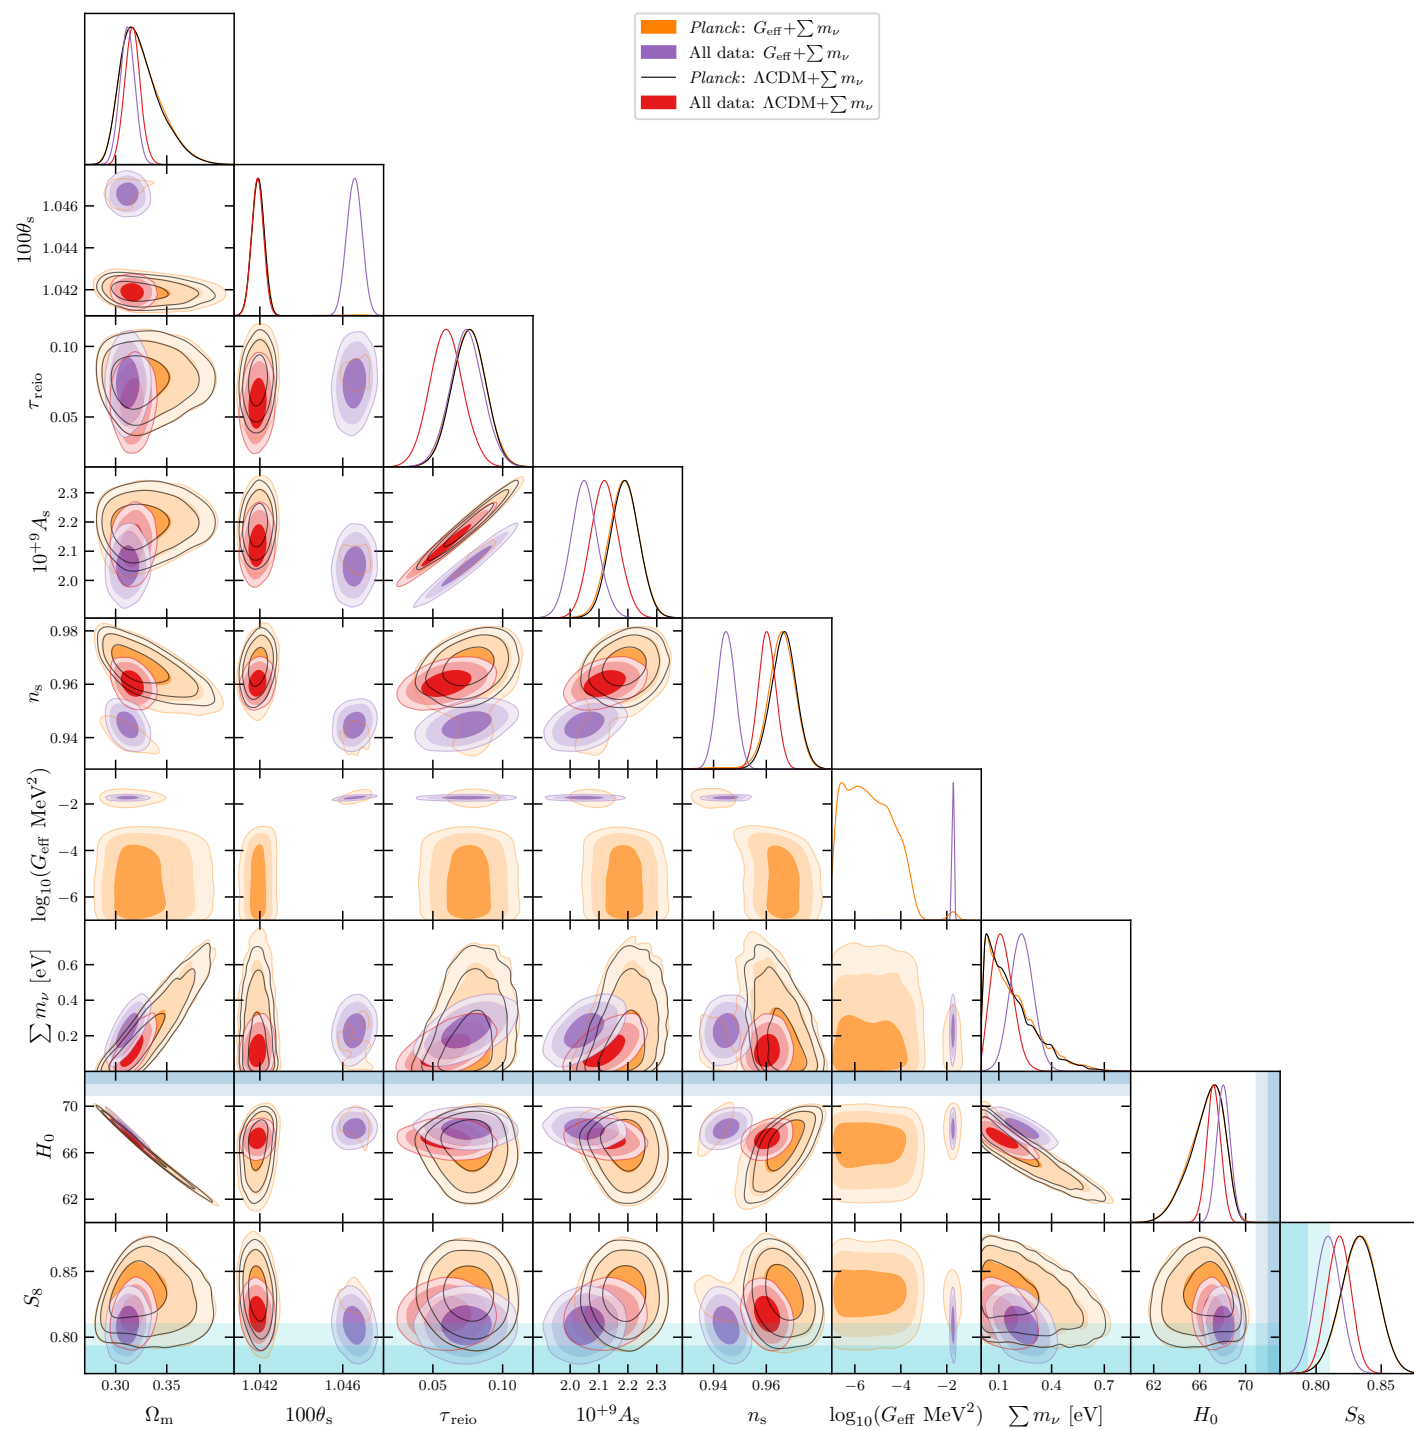 Planck: G_eff+∑ m_ν
All data: G_eff+∑ m_ν
Planck: ΛCDM+∑ m_ν
All data: ΛCDM+∑ m_ν
100θ_s
1.046
1.044
1.042
τ_reio
0.10
0.05
10^{+9}A_s
2.3
2.2
2.1
2.0
n_s
0.98
0.96
0.94
log_10(G_eff MeV^2)
−2
−4
−6
∑ m_ν [eV]
0.6
0.4
0.2
H_0
70
66
62
S_8
0.85
0.80
0.30 0.35 1.042 1.046 0.05 0.10 2.0 2.1 2.2 2.3 0.94 0.96 −6 −4 −2 0.1 0.4 0.7 62 66 70 0.80 0.85
Ω_m 100θ_s τ_reio 10^{+9}A_s n_s log_10(G_eff MeV^2) ∑ m_ν [eV] H_0 S_8